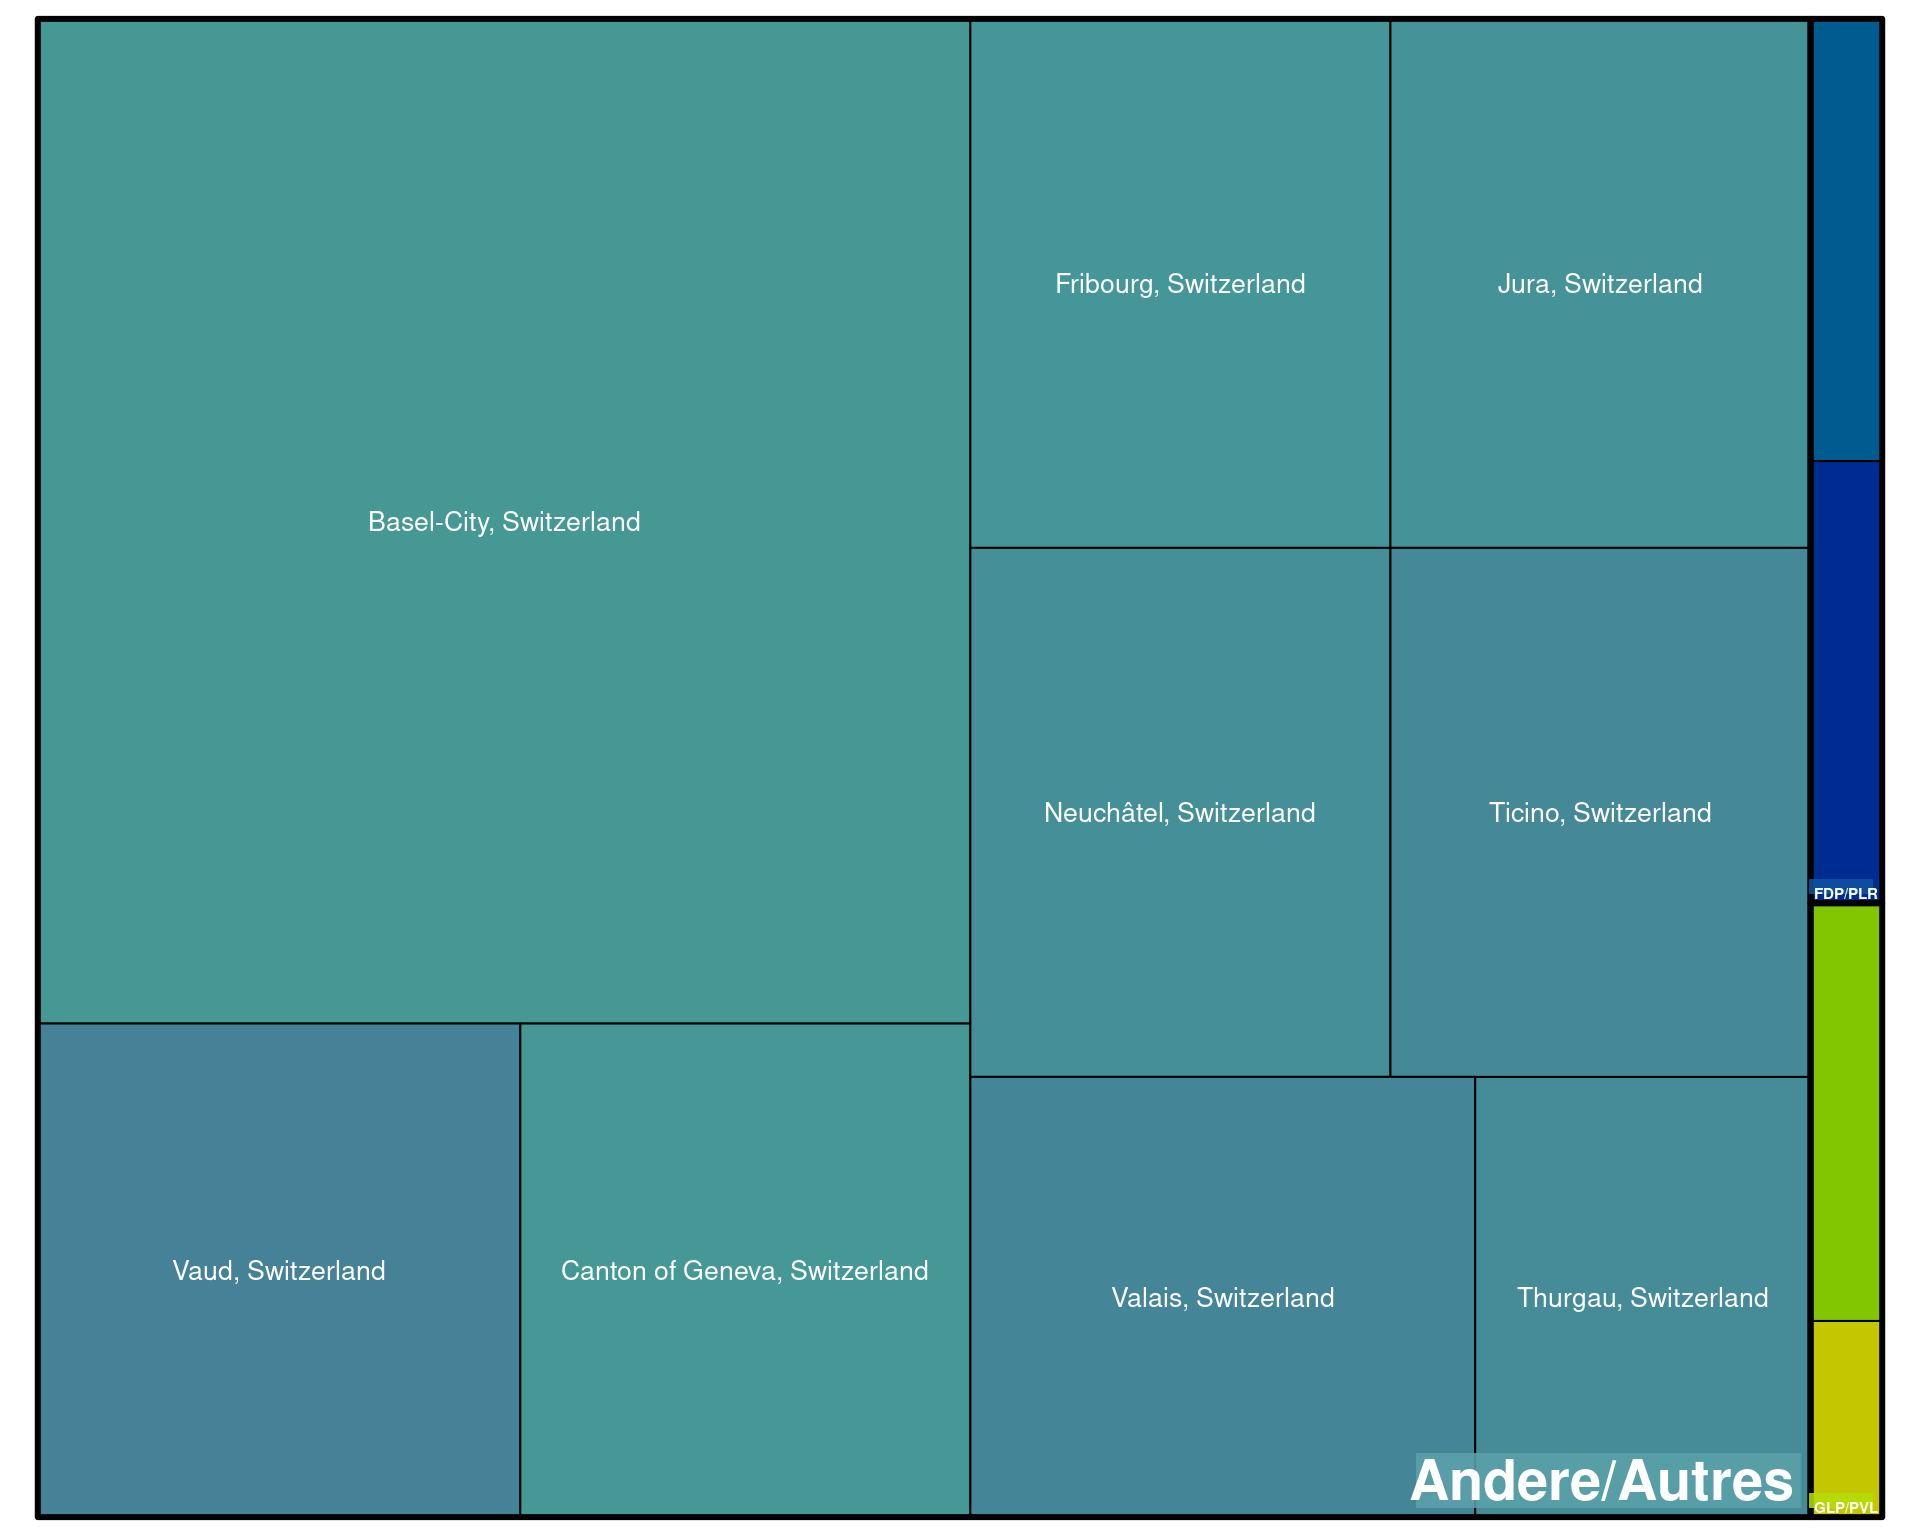 Basel-City, Switzerland
Fribourg, Switzerland
Jura, Switzerland
Neuchâtel, Switzerland
Ticino, Switzerland
FDP/PLR
Vaud, Switzerland
Canton of Geneva, Switzerland
Valais, Switzerland
Thurgau, Switzerland
Andere/Autres
GLP/PVL